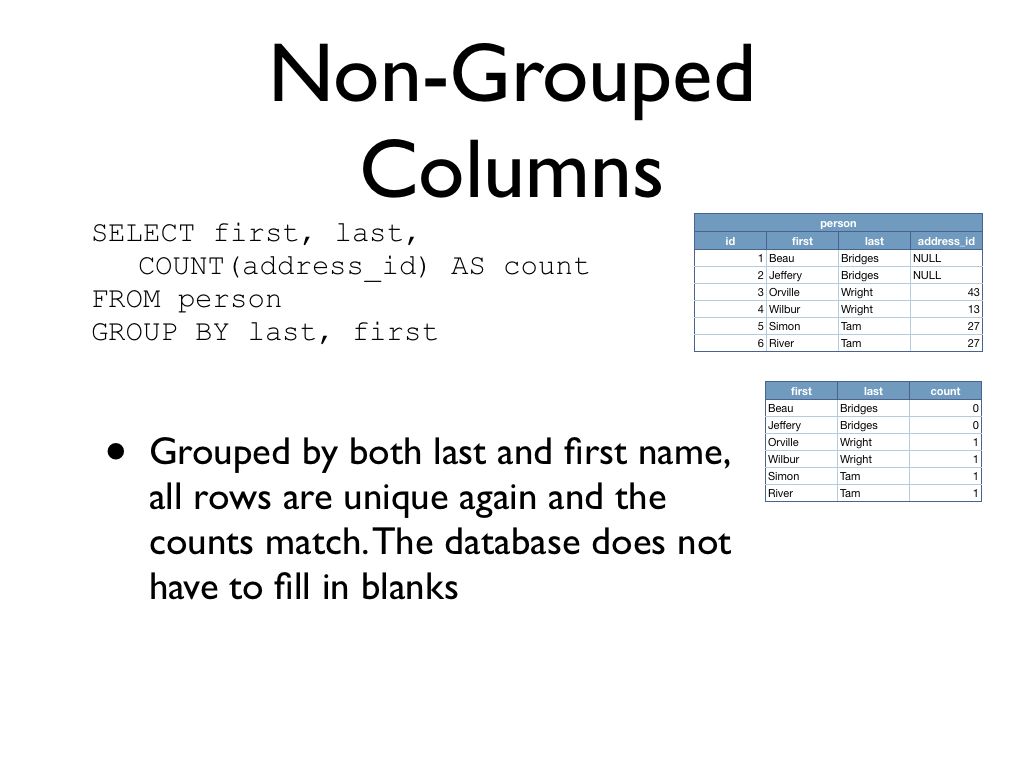 Non-Grouped
Columns
SELECT first, last,
COUNT(address_id) AS count
FROM person
GROUP BY last, first
person
id first last address_id
1 Beau Bridges NULL
2 Jeffery Bridges NULL
3 Orville Wright 43
4 Wilbur Wright 13
5 Simon Tam 27
6 River Tam 27
first last count
Beau Bridges 0
Jeffery Bridges 0
Orville Wright 1
Wilbur Wright 1
Simon Tam 1
River Tam 1
• Grouped by both last and first name,
all rows are unique again and the
counts match. The database does not
have to fill in blanks